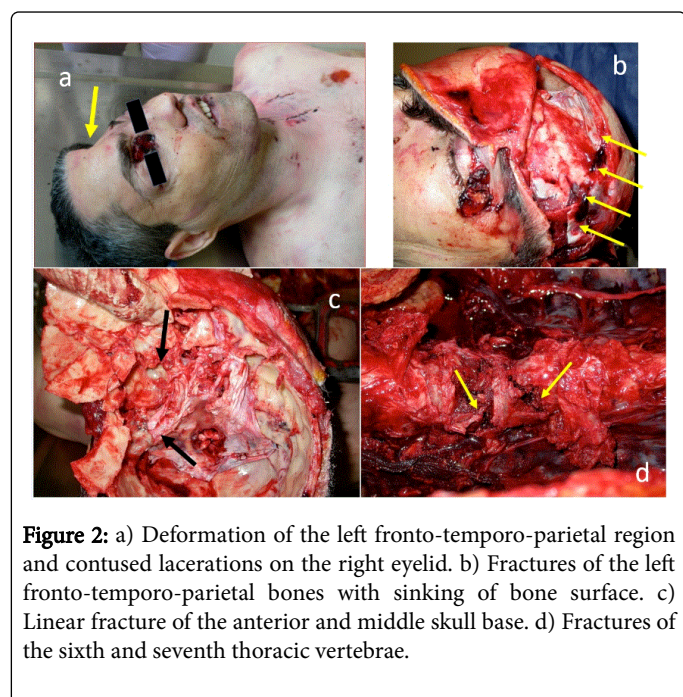 a
b
c
d
Figure 2: a) Deformation of the left fronto-temporo-parietal region
and contused lacerations on the right eyelid. b) Fractures of the left
fronto-temporo-parietal bones with sinking of bone surface. c)
Linear fracture of the anterior and middle skull base. d) Fractures of
the sixth and seventh thoracic vertebrae.